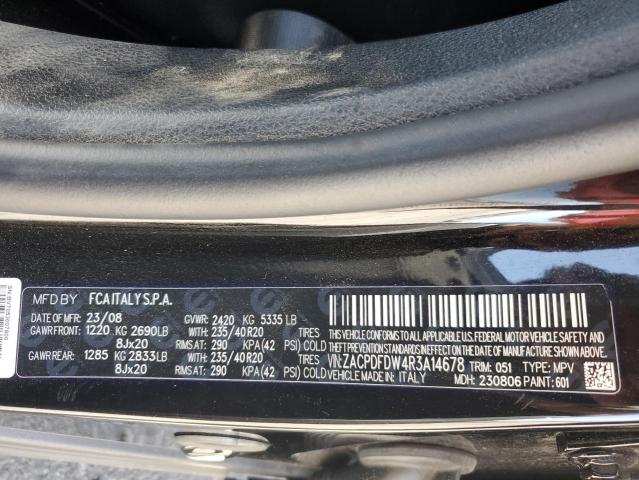 MFD BY FCA ITALY S.P.A.
DATE OF MFR: 23/08 GVWR: 2420 KG 5335 LB
GAWR FRONT: 1220 KG 2690LB WITH: 235/40R20 TIRES
8Jx20 RIMS AT: 290 KPA(42 PSI) COLD
GAWR REAR: 1285 KG 2833LB WITH: 235/40R20 TIRES
8Jx20 RIMS AT: 290 KPA(42 PSI) COLD
THIS VEHICLE CONFORMS TO ALL APPLICABLE U.S. FEDERAL MOTOR
VEHICLE SAFETY, BUMPER, AND
THEFT PREVENTION STANDARDS IN EFFECT ON THE DATE OF
MANUFACTURE SHOWN ABOVE.
VIN: ZACPDFDW4R3A14678 TRIM: 051 TYPE: MPV
VEHICLE MADE IN: ITALY MDH: 230806 PAINT: 601